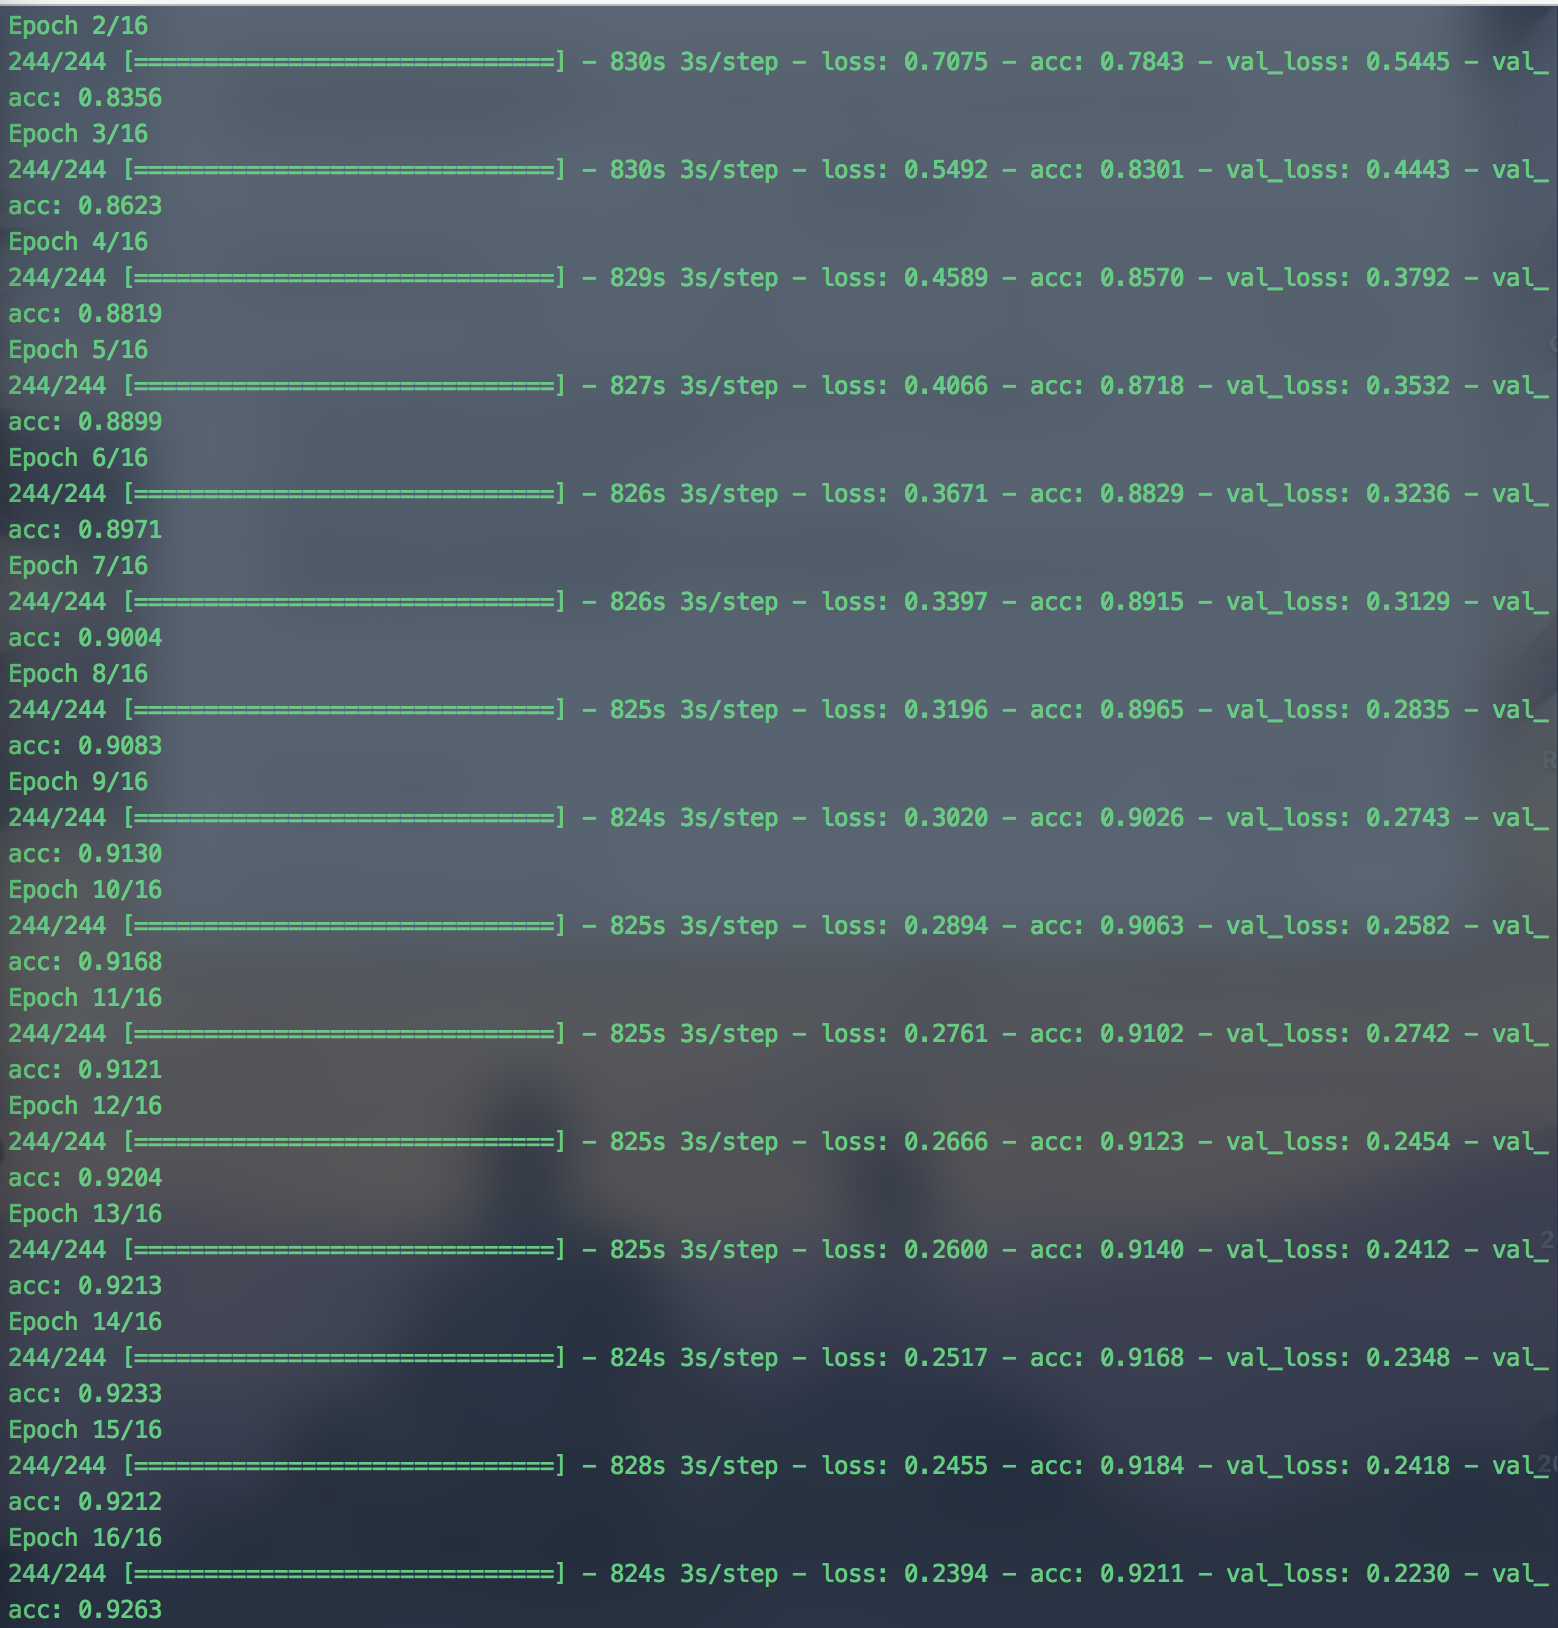 Epoch 2/16
244/244 [==============================] - 830s 3s/step - loss: 0.7075 - acc: 0.7843 - val_loss: 0.5445 - val_
acc: 0.8356
Epoch 3/16
244/244 [==============================] - 830s 3s/step - loss: 0.5492 - acc: 0.8301 - val_loss: 0.4443 - val_
acc: 0.8623
Epoch 4/16
244/244 [==============================] - 829s 3s/step - loss: 0.4589 - acc: 0.8570 - val_loss: 0.3792 - val_
acc: 0.8819
Epoch 5/16
244/244 [==============================] - 827s 3s/step - loss: 0.4066 - acc: 0.8718 - val_loss: 0.3532 - val_
acc: 0.8899
Epoch 6/16
244/244 [==============================] - 826s 3s/step - loss: 0.3671 - acc: 0.8829 - val_loss: 0.3236 - val_
acc: 0.8971
Epoch 7/16
244/244 [==============================] - 826s 3s/step - loss: 0.3397 - acc: 0.8915 - val_loss: 0.3129 - val_
acc: 0.9004
Epoch 8/16
244/244 [==============================] - 825s 3s/step - loss: 0.3196 - acc: 0.8965 - val_loss: 0.2835 - val_
acc: 0.9083
Epoch 9/16
244/244 [==============================] - 824s 3s/step - loss: 0.3020 - acc: 0.9026 - val_loss: 0.2743 - val_
acc: 0.9130
Epoch 10/16
244/244 [==============================] - 825s 3s/step - loss: 0.2894 - acc: 0.9063 - val_loss: 0.2582 - val_
acc: 0.9168
Epoch 11/16
244/244 [==============================] - 825s 3s/step - loss: 0.2761 - acc: 0.9102 - val_loss: 0.2742 - val_
acc: 0.9121
Epoch 12/16
244/244 [==============================] - 825s 3s/step - loss: 0.2666 - acc: 0.9123 - val_loss: 0.2454 - val_
acc: 0.9204
Epoch 13/16
244/244 [==============================] - 825s 3s/step - loss: 0.2600 - acc: 0.9140 - val_loss: 0.2412 - val_
acc: 0.9213
Epoch 14/16
244/244 [==============================] - 824s 3s/step - loss: 0.2517 - acc: 0.9168 - val_loss: 0.2348 - val_
acc: 0.9233
Epoch 15/16
244/244 [==============================] - 828s 3s/step - loss: 0.2455 - acc: 0.9184 - val_loss: 0.2418 - val_
acc: 0.9212
Epoch 16/16
244/244 [==============================] - 824s 3s/step - loss: 0.2394 - acc: 0.9211 - val_loss: 0.2230 - val_
acc: 0.9263